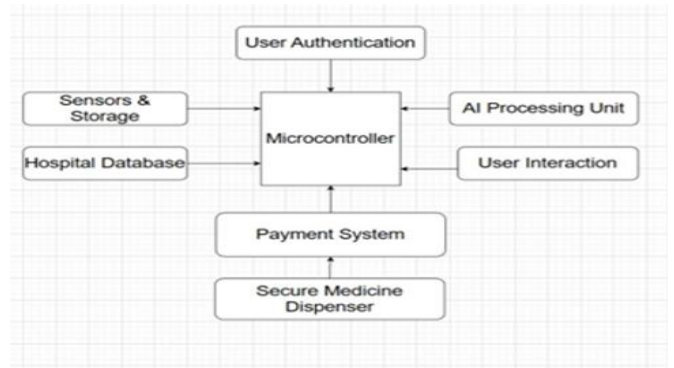 User Authentication
Sensors &
Storage
AI Processing Unit
Microcontroller
Hospital Database
User Interaction
Payment System
Secure Medicine
Dispenser